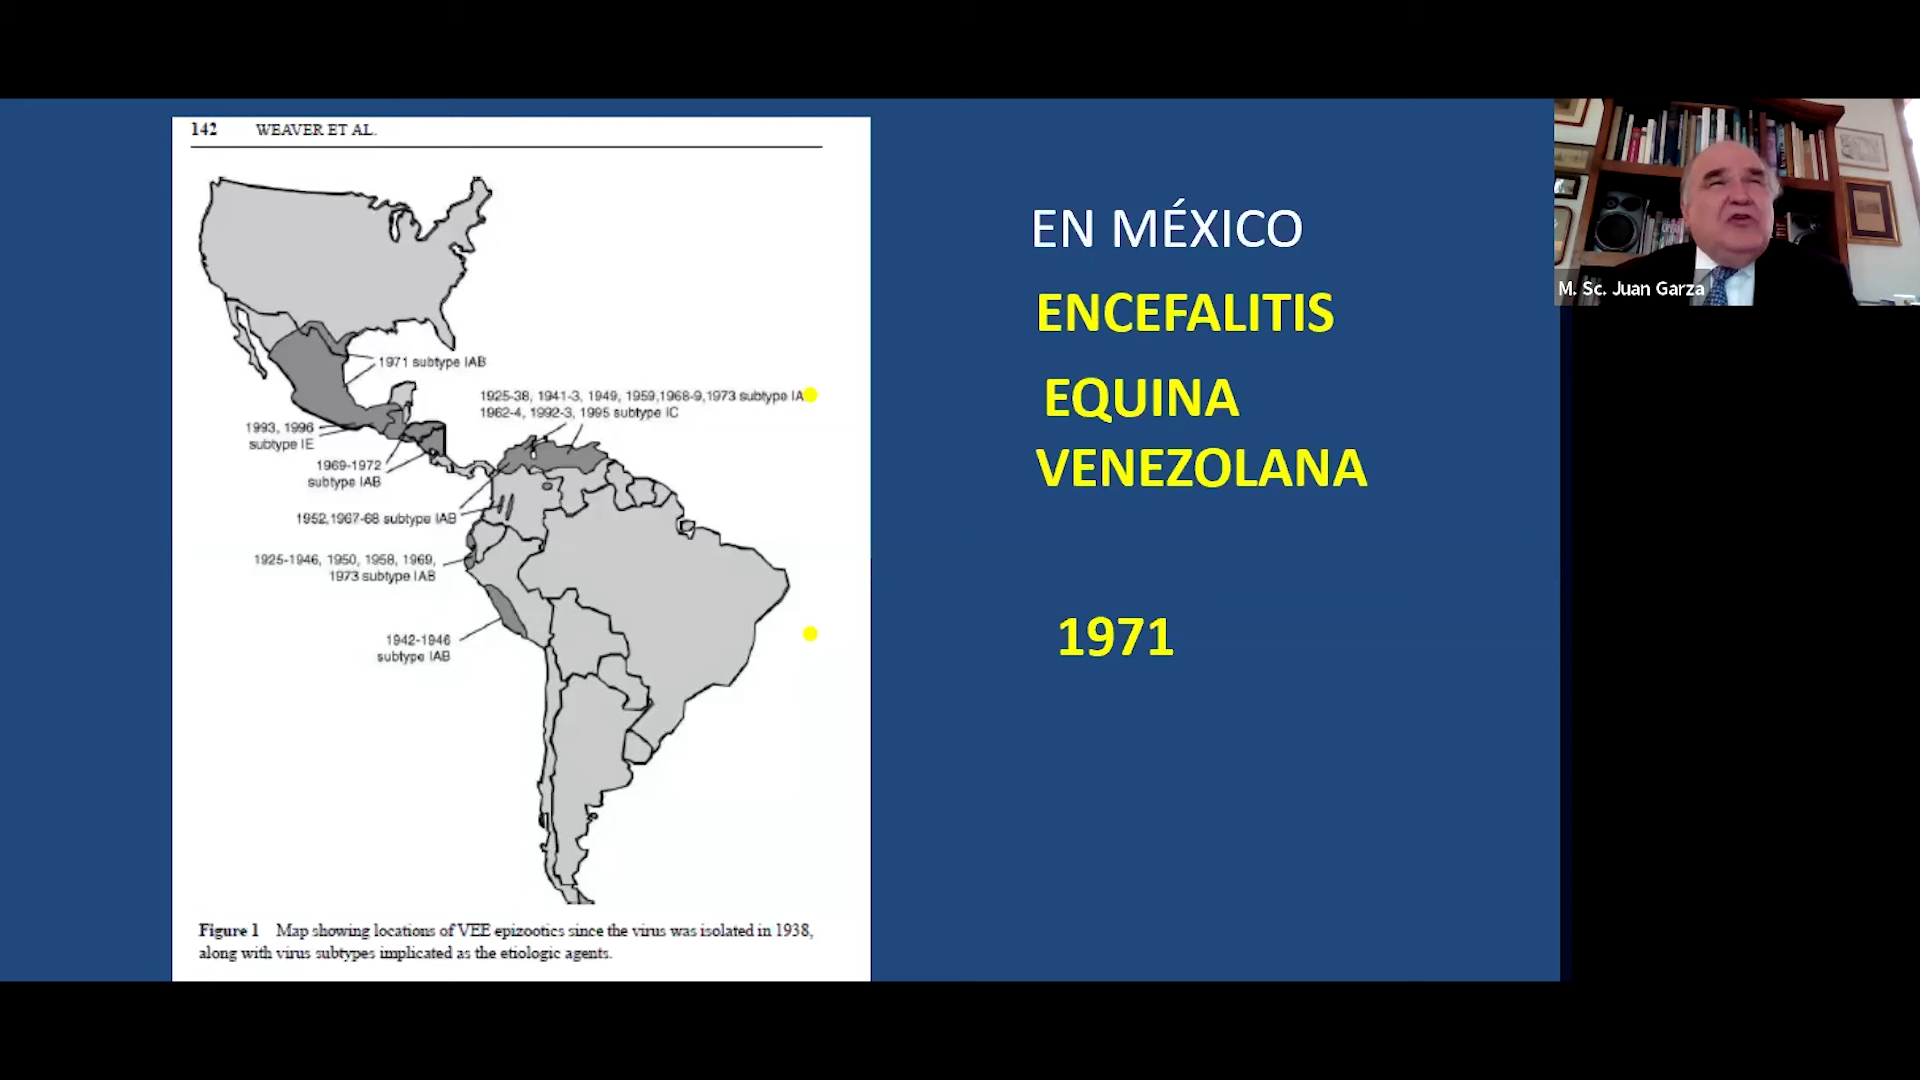 142 WEAVER ET AL.
1971 subtype IAB
1925-38, 1941-3, 1949, 1959,1968-9,1973 subtype IA
1962-4, 1992-3, 1995 subtype IC
1993, 1996
subtype IE
1969-1972
subtype IAB
1952,1967-68 subtype IAB
1925-1946, 1950, 1958, 1969,
1973 subtype IAB
1942-1946
subtype IAB
Figure 1 Map showing locations of VEE epizootics since the virus was isolated in 1938,
along with virus subtypes implicated as the etiologic agents.
EN MÉXICO
ENCEFALITIS
EQUINA
VENEZOLANA
1971
M. Sc. Juan Garza